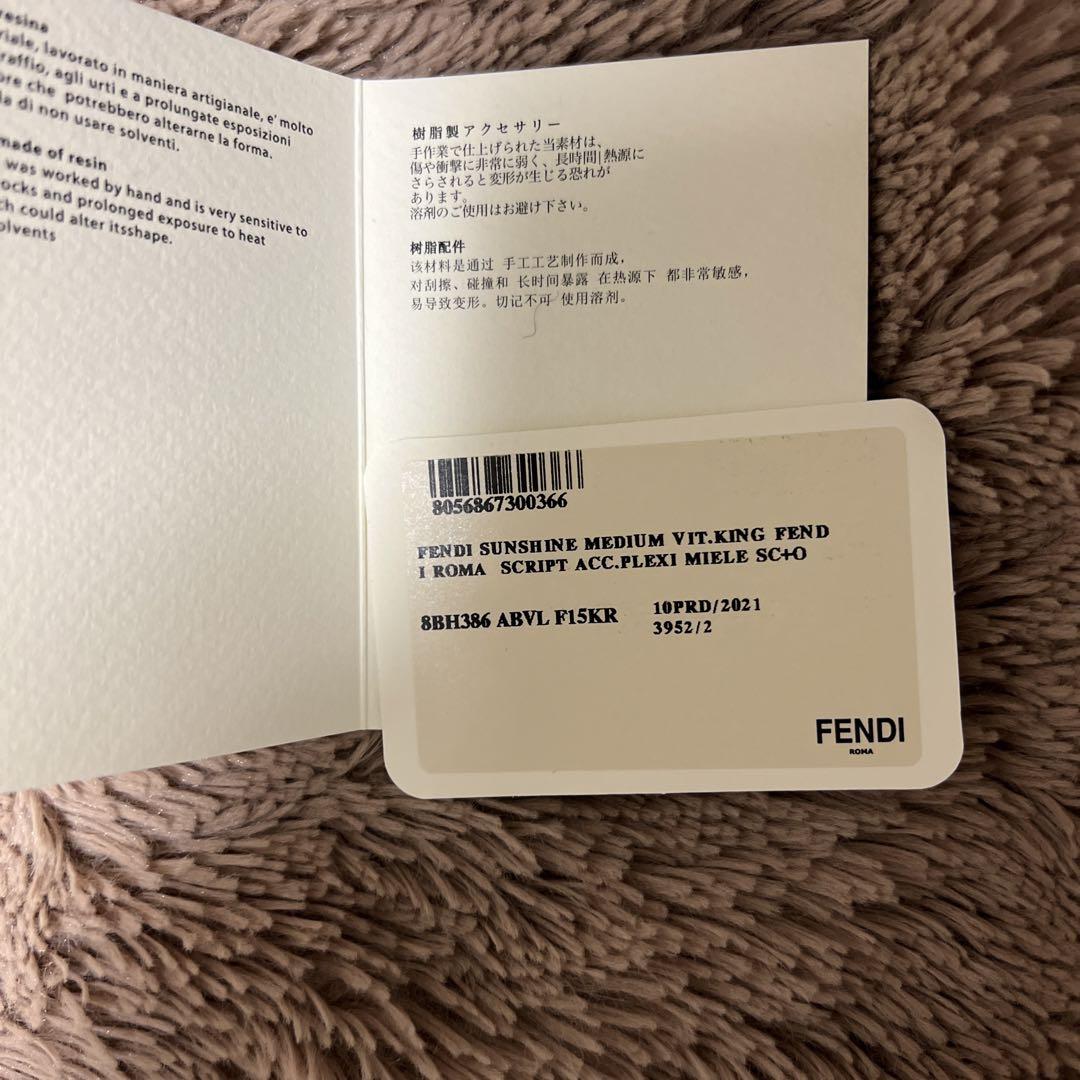 resina
riale, lavorato in maniera artigianale, e' molto
raffio, agli urti e a prolungate esposizioni
ore che potrebbero alterarne la forma.
da di non usare solventi.
made of resin
was worked by hand and is very sensitive to
ocks and prolonged exposure to heat
ch could alter itsshape.
olvents
樹脂製アクセサリー
手作業で仕上げられた当素材は、
傷や衝撃に非常に弱く、長時間|熱源に
さらされると変形が生じる恐れが
あります。
溶剤のご使用はお避け下さい。
树脂配件
该材料是通过 手工工艺制作而成，
对刮擦、碰撞和 长时间暴露 在热源下 都非常敏感，
易导致变形。切记不可 使用溶剂。
8056867300366
FENDI SUNSHINE MEDIUM VIT.KING FEND
I ROMA SCRIPT ACC.PLEXI MIELE SC+O
8BH386 ABVL F15KR
10PRD/2021
3952/2
FENDI
ROMA